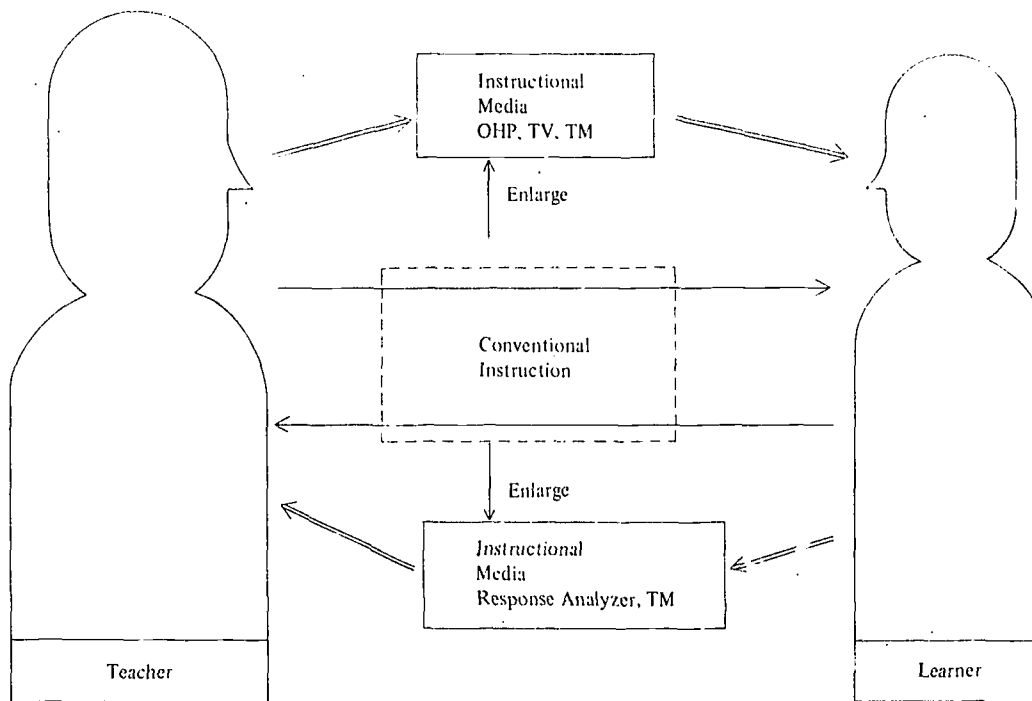 Instructional
Media
OHP, TV, TM
Enlarge
Conventional
Instruction
Enlarge
Instructional
Media
Response Analyzer, TM
Teacher
Learner